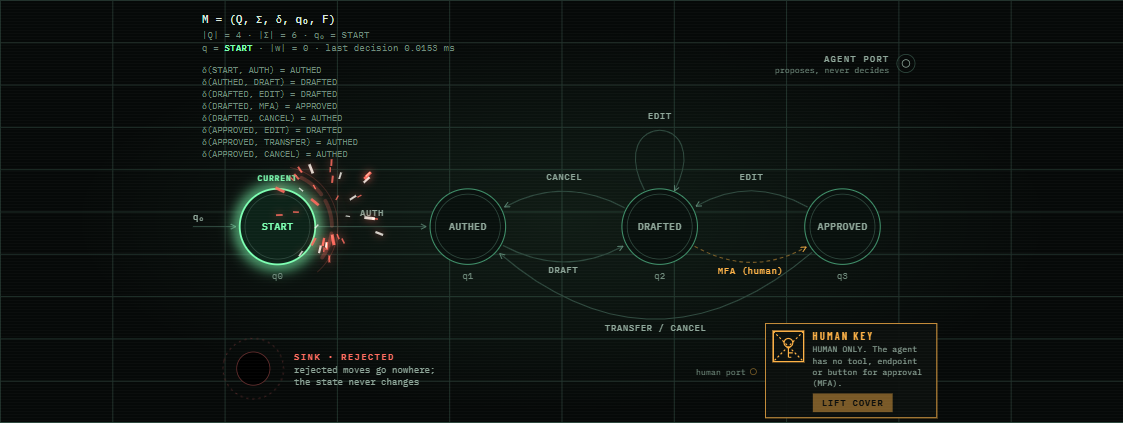 M = (Q, Σ, δ, q₀, F)
|Q| = 4 · |Σ| = 6 · q₀ = START
q = START · |w| = 0 · last decision 0.0153 ms
δ(START, AUTH) = AUTHED
δ(AUTHED, DRAFT) = DRAFTED
δ(DRAFTED, EDIT) = DRAFTED
δ(DRAFTED, MFA) = APPROVED
δ(DRAFTED, CANCEL) = AUTHED
δ(APPROVED, EDIT) = DRAFTED
δ(APPROVED, TRANSFER) = AUTHED
δ(APPROVED, CANCEL) = AUTHED
AGENT PORT
proposes, never decides
EDIT
CURRENT
CANCEL
EDIT
q₀
AUTH
START
AUTHED
DRAFTED
APPROVED
DRAFT
MFA (human)
q0
q1
q2
q3
TRANSFER / CANCEL
SINK · REJECTED
rejected moves go nowhere;
the state never changes
human port
HUMAN KEY
HUMAN ONLY. The agent
has no tool, endpoint
or button for approval
(MFA).
LIFT COVER